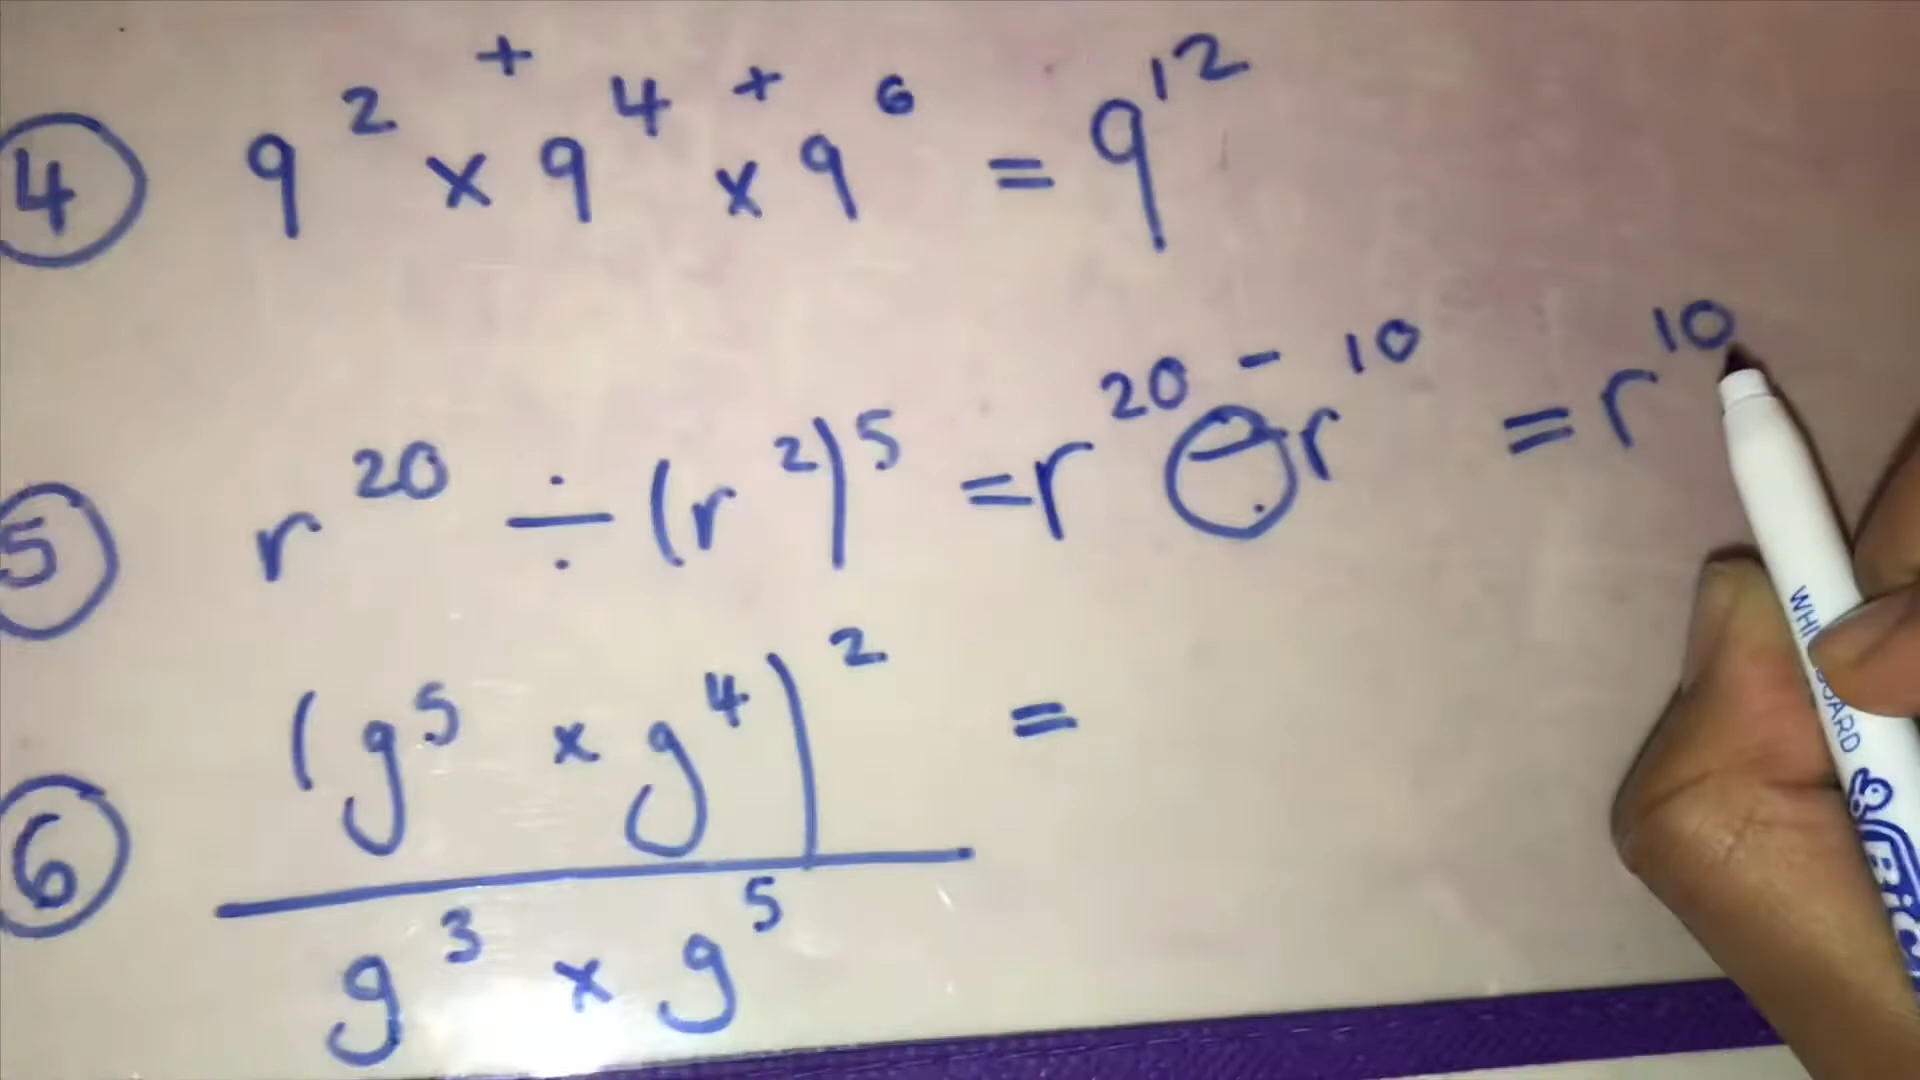 ④ 9² ⁺ × 9⁴ ⁺ × 9⁶ = 9¹²
⑤ r²⁰ ÷ (r²)⁵ = r²⁰ ⁻ ÷ r¹⁰ = r¹⁰
⑥ (g⁵ × g⁴)² =
g³ × g⁵
BiC